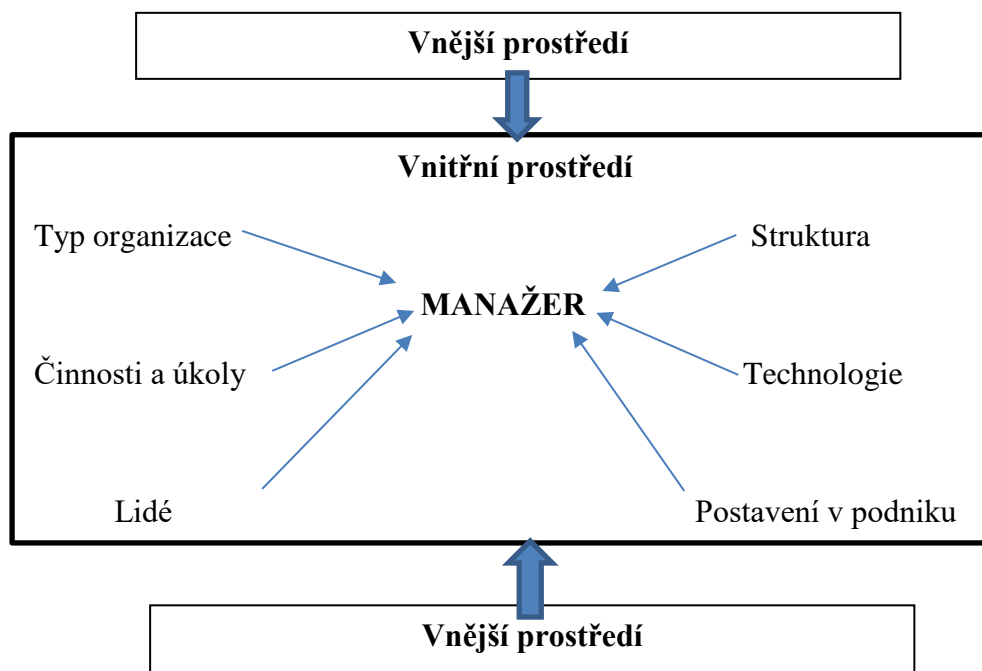 Vnější prostředí
Vnitřní prostředí
Typ organizace
Struktura
MANAŽER
Činnosti a úkoly
Technologie
Lidé
Postavení v podniku
Vnější prostředí